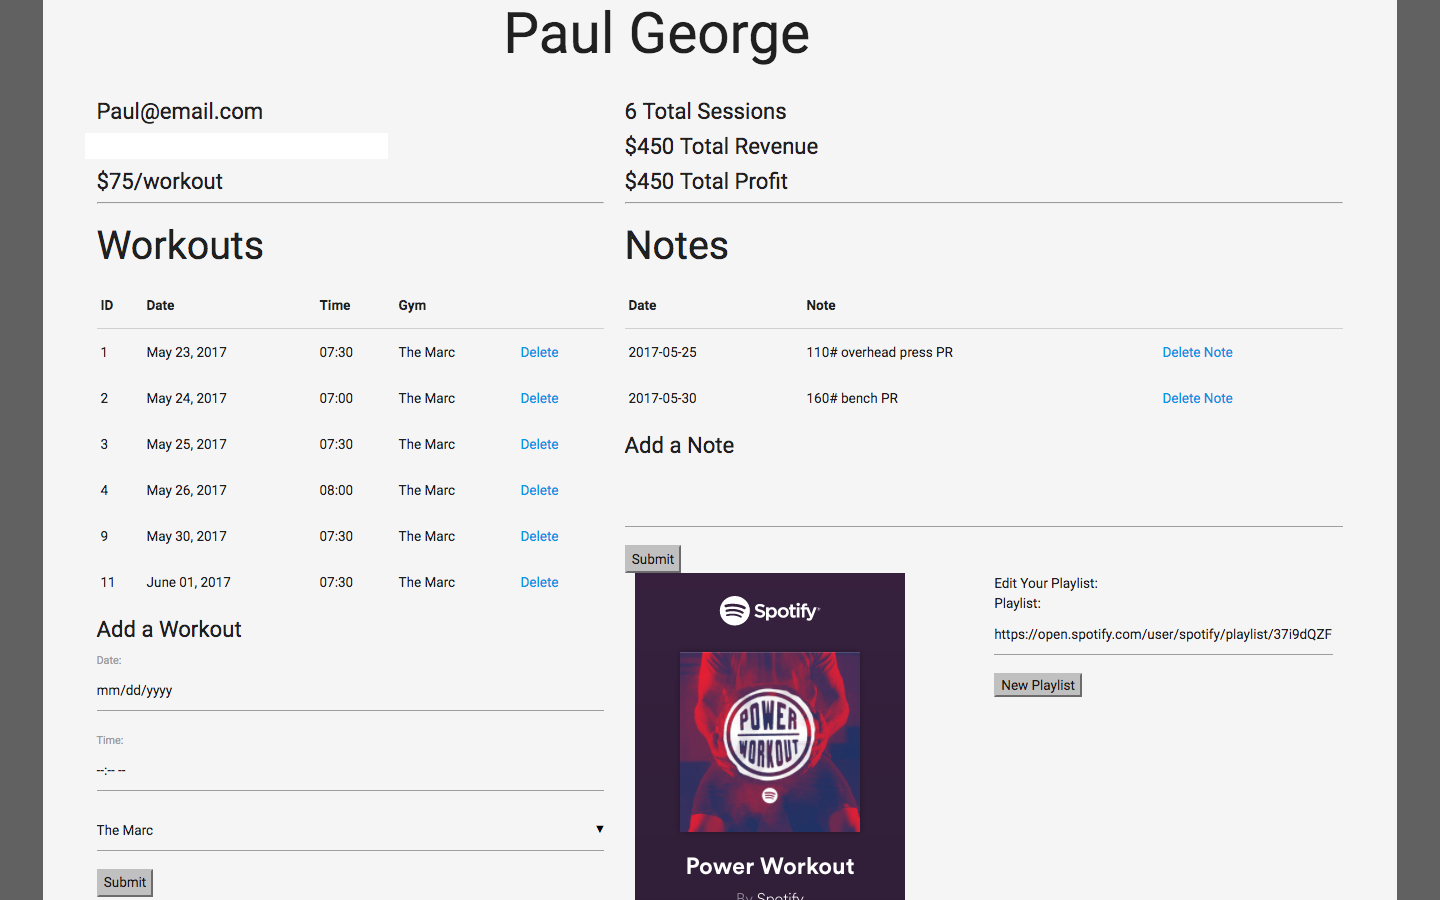 Paul George
Paul@email.com
$75/workout
6 Total Sessions
$450 Total Revenue
$450 Total Profit
Workouts
ID Date Time Gym
1 May 23, 2017 07:30 The Marc Delete
2 May 24, 2017 07:00 The Marc Delete
3 May 25, 2017 07:30 The Marc Delete
4 May 26, 2017 08:00 The Marc Delete
9 May 30, 2017 07:30 The Marc Delete
11 June 01, 2017 07:30 The Marc Delete
Add a Workout
Date:
mm/dd/yyyy
Time:
--:-- --
The Marc
Submit
Notes
Date Note
2017-05-25 110# overhead press PR Delete Note
2017-05-30 160# bench PR Delete Note
Add a Note
Submit
Spotify
POWER
WORKOUT
Power Workout
By Spotify
Edit Your Playlist:
Playlist:
https://open.spotify.com/user/spotify/playlist/37i9dQZF
New Playlist